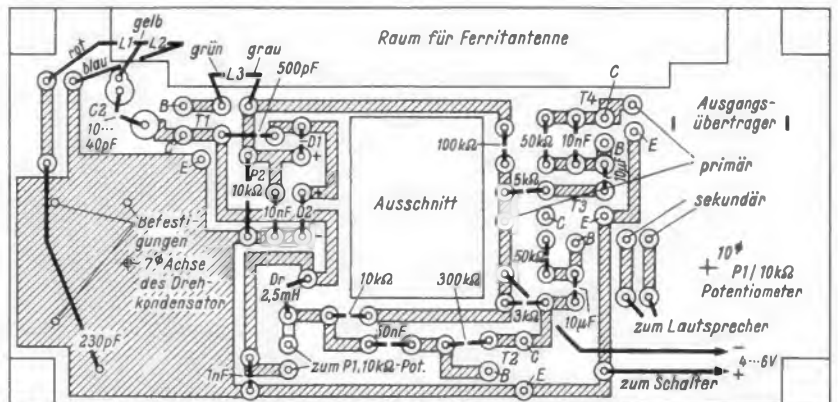 Raum für Ferritantenne
gelb
rot
L1
L2
blau
grün
grau
L3
500pF
C2
10...
40pF
B
T1
C
E
D1
+
P2
10kΩ
10nF
D2
+
-
Ausschnitt
100kΩ
5kΩ
50kΩ
10nF
T4
C
B
E
10µF
T3
C
E
B
50kΩ
10µF
3kΩ
Ausgangs-
übertrager
primär
sekundär
10ø
P1/10kΩ
Potentiometer
zum Lautsprecher
Befesti-
gungen
7ø Achse
des Dreh-
kondensator
230pF
Dr
2,5mH
10kΩ
300kΩ
50nF
T2
C
B
E
zum P1,10kΩ-Pot.
1nF
-
4...6V
+
zum Schalter